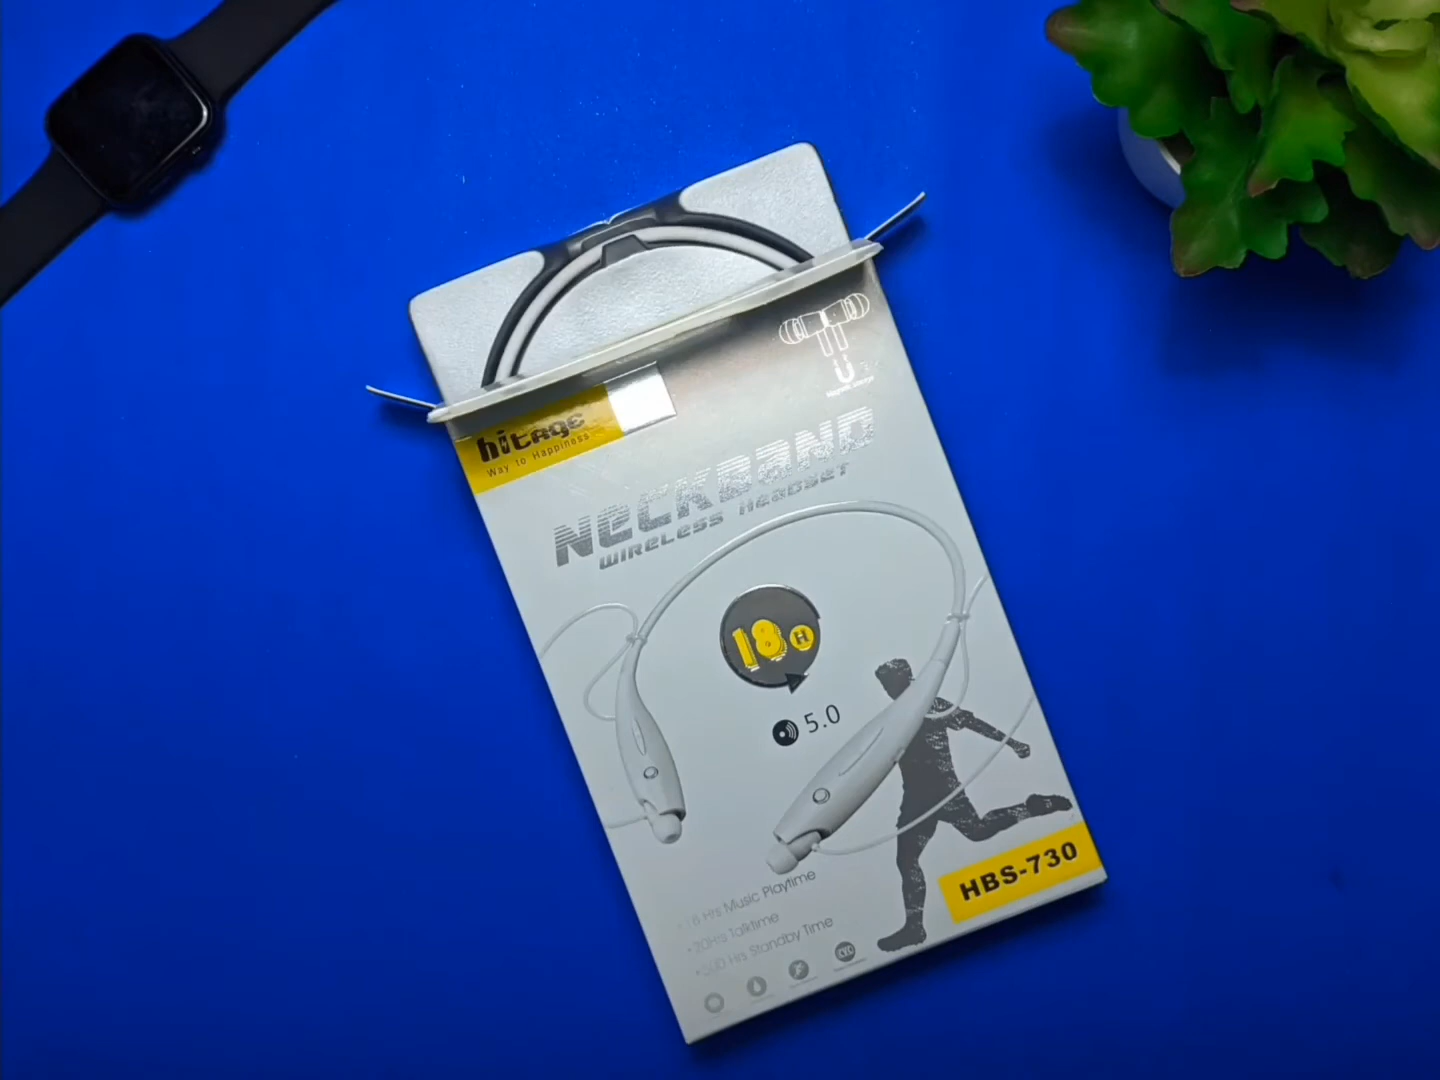 hitage
Way to Happiness
NeCKBaND
WIReLeSS HeaDSeT
18 H
5.0
Hrs Music Playtime
20Hrs Talktime
Hrs Standby Time
HBS-730